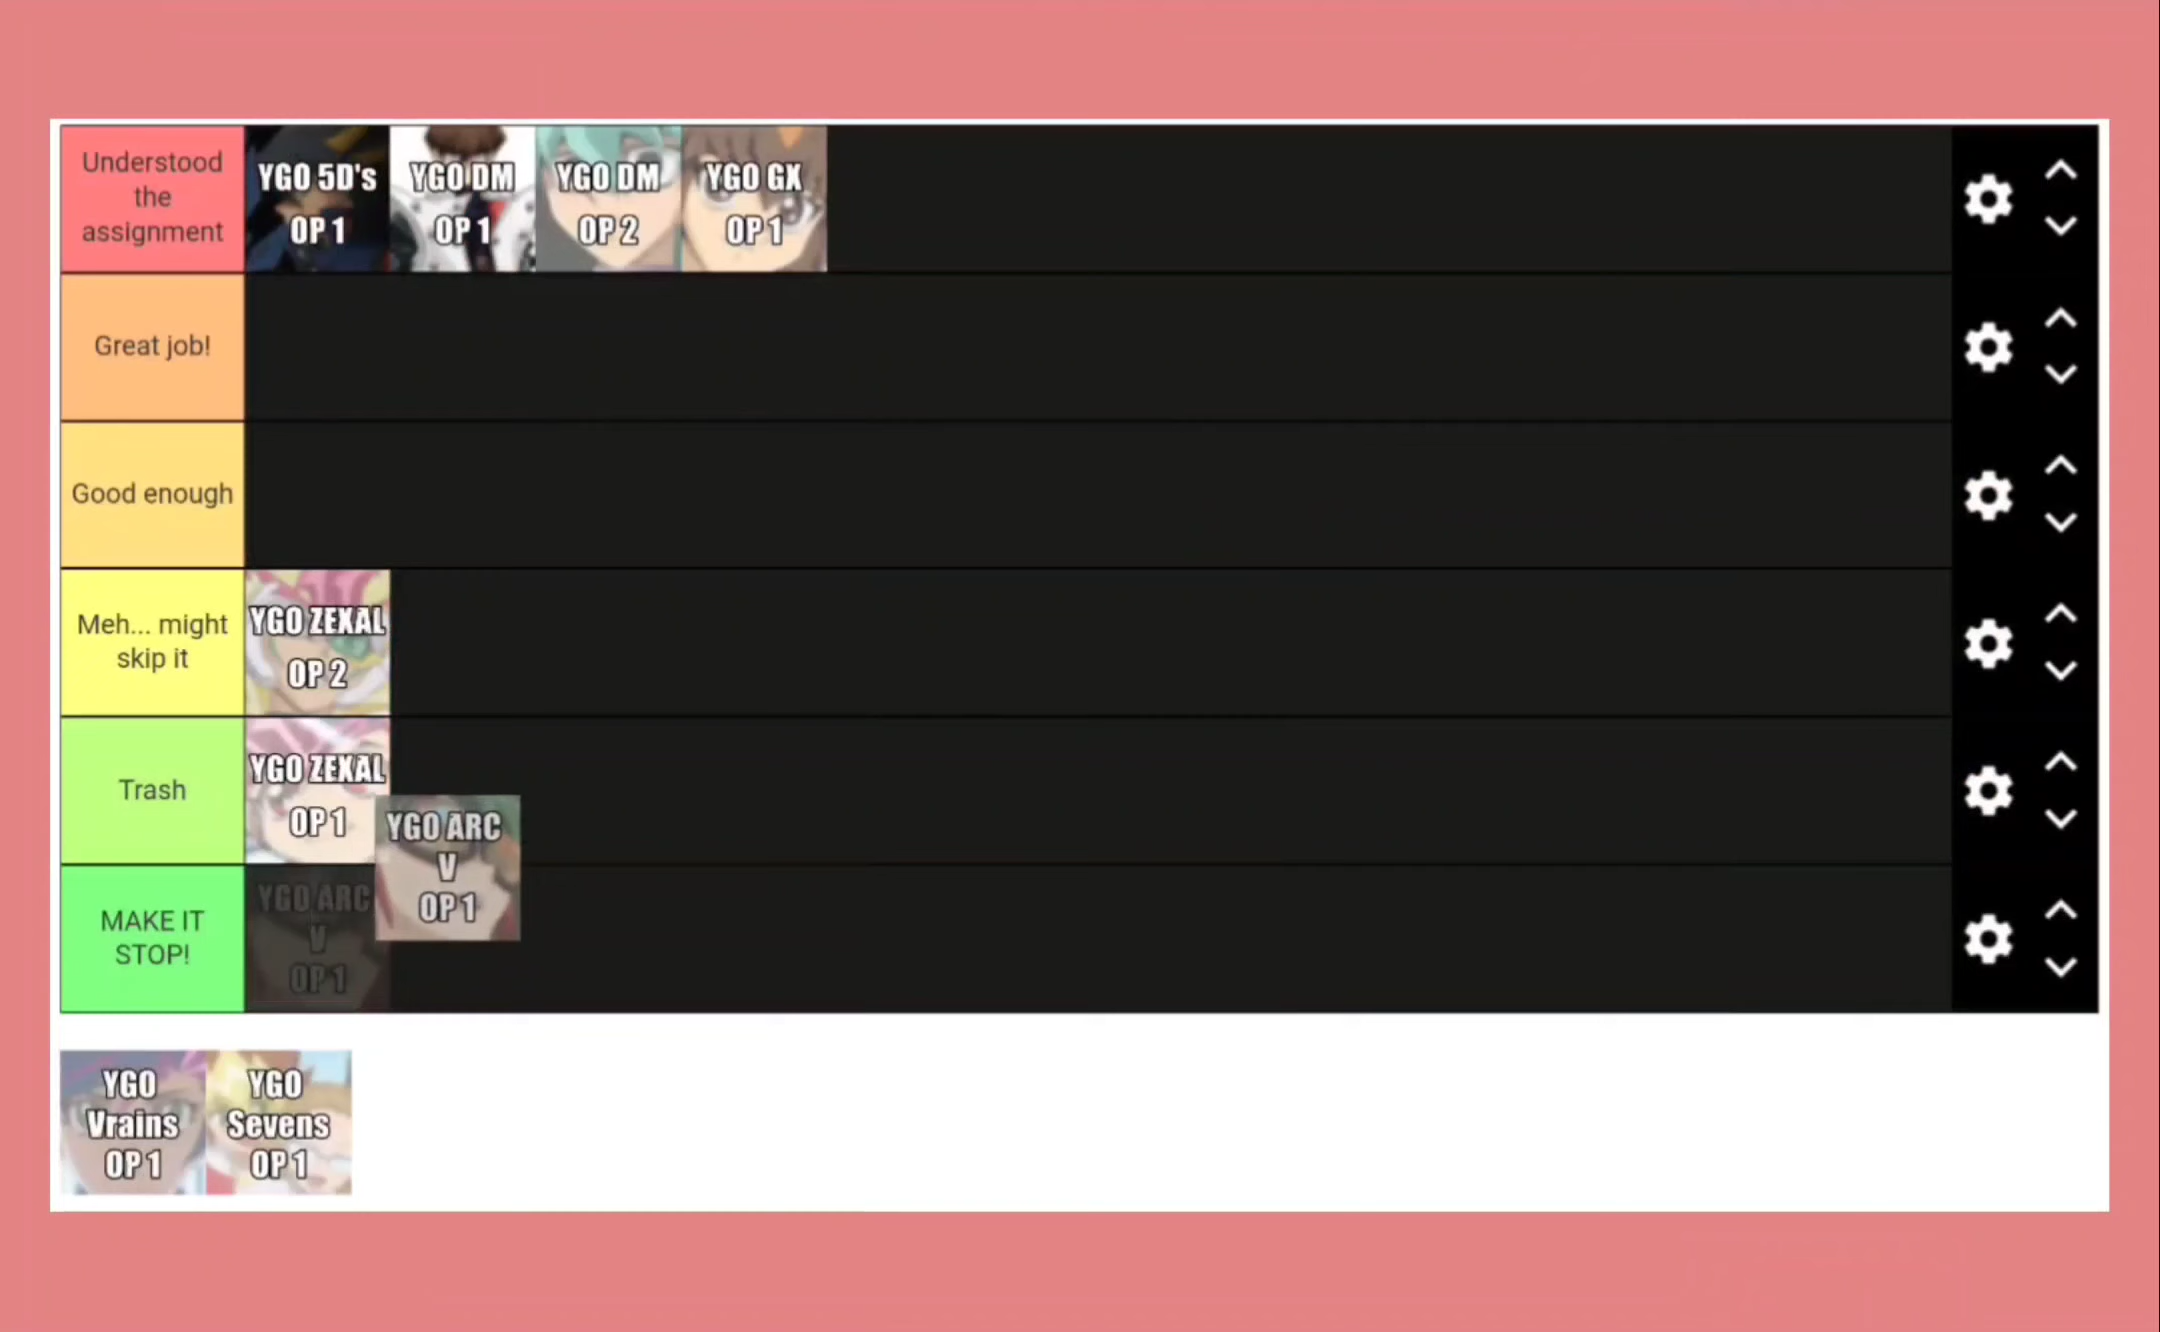 Understood
the
assignment
YGO 5D's
OP 1
YGO DM
OP 1
YGO DM
OP 2
YGO GX
OP 1
Great job!
Good enough
Meh... might
skip it
YGO ZEXAL
OP 2
Trash
YGO ZEXAL
OP 1
YGO ARC
V
OP 1
MAKE IT
STOP!
YGO ARC
V
OP 1
YGO
Vrains
OP 1
YGO
Sevens
OP 1